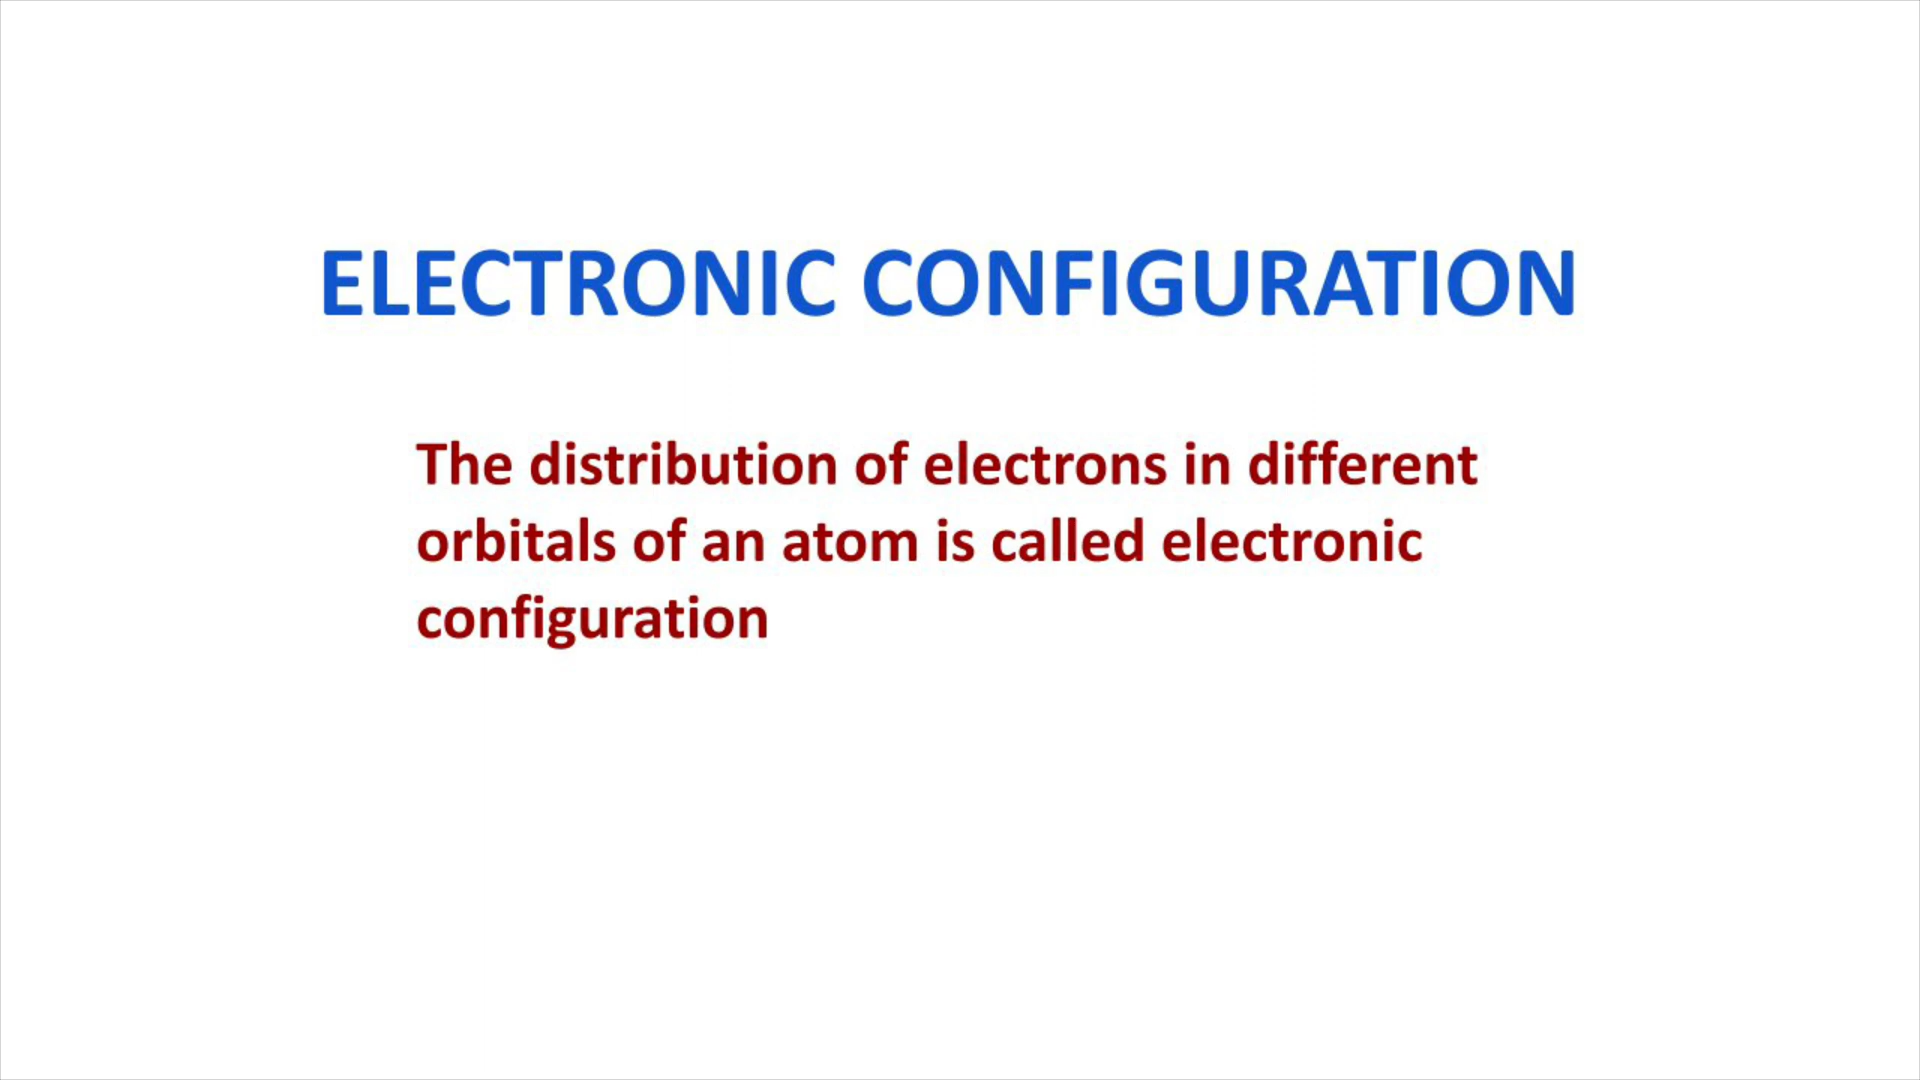 ELECTRONIC CONFIGURATION
The distribution of electrons in different
orbitals of an atom is called electronic
configuration